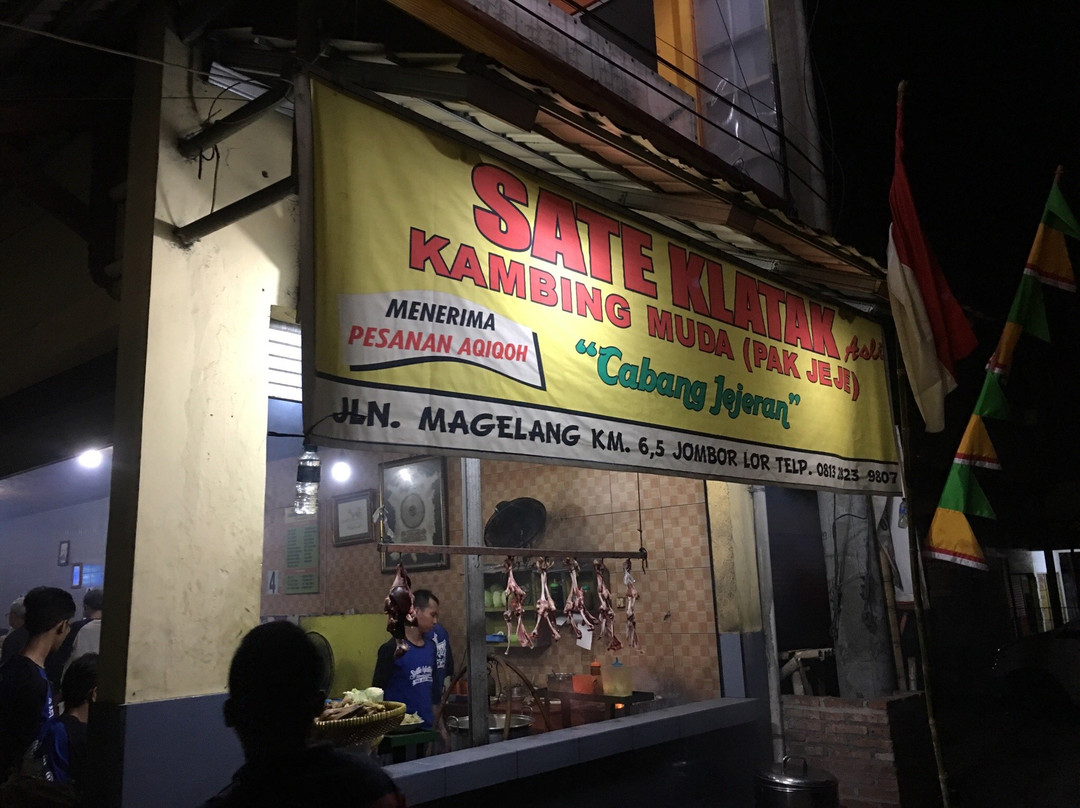 SATE KLATAK Asli
KAMBING MUDA (PAK JEJE)
MENERIMA
PESANAN AQIQOH
"Cabang Jejeran"
JLN. MAGELANG KM. 6,5 JOMBOR LOR TELP. 0813 2823 9807
4